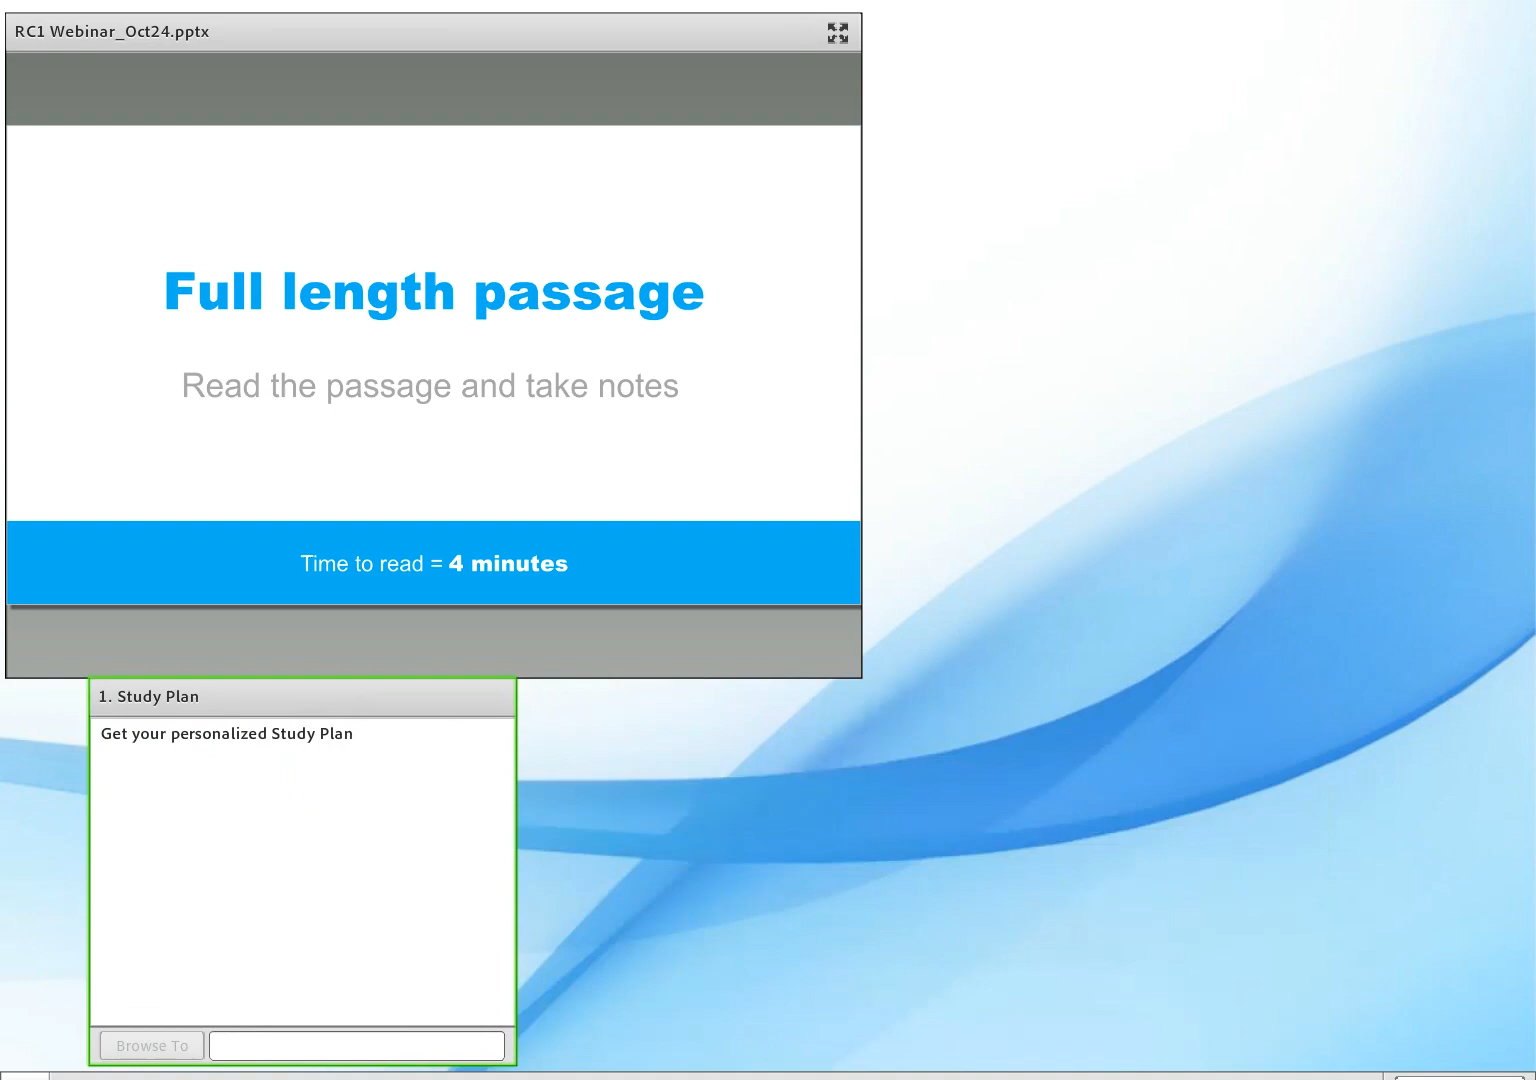 RC1 Webinar_Oct24.pptx
Full length passage
Read the passage and take notes
Time to read = 4 minutes
1. Study Plan
Get your personalized Study Plan
Browse To